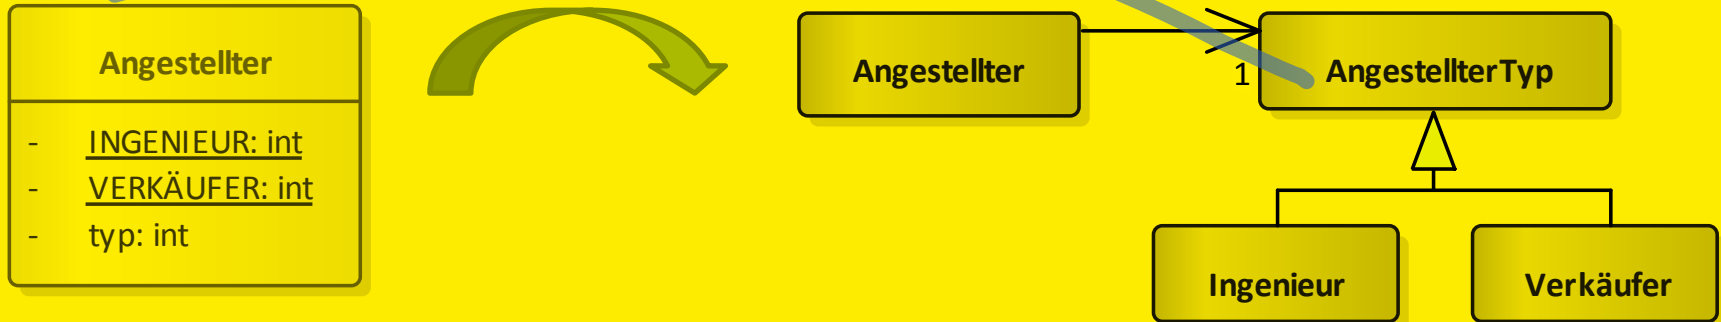 Angestellter
- INGENIEUR: int
- VERKÄUFER: int
- typ: int
Angestellter
1
AngestellterTyp
Ingenieur
Verkäufer